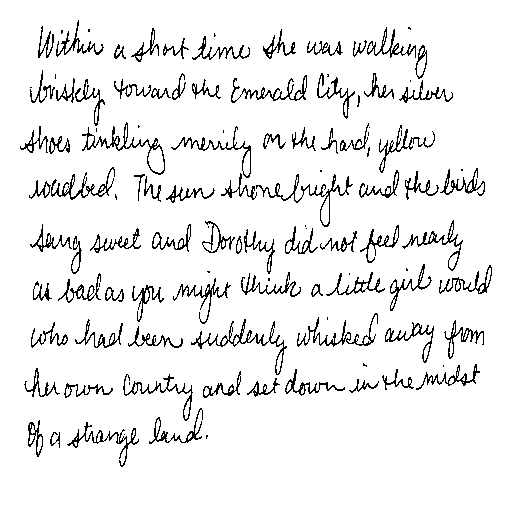 Within a short time she was walking
briskly toward the Emerald City, her silver
shoes tinkling merrily on the hard, yellow
roadbed. The sun shone bright and the birds
sang sweet and Dorothy did not feel nearly
as bad as you might think a little girl would
who had been suddenly whisked away from
her own country and set down in the midst
of a strange land.